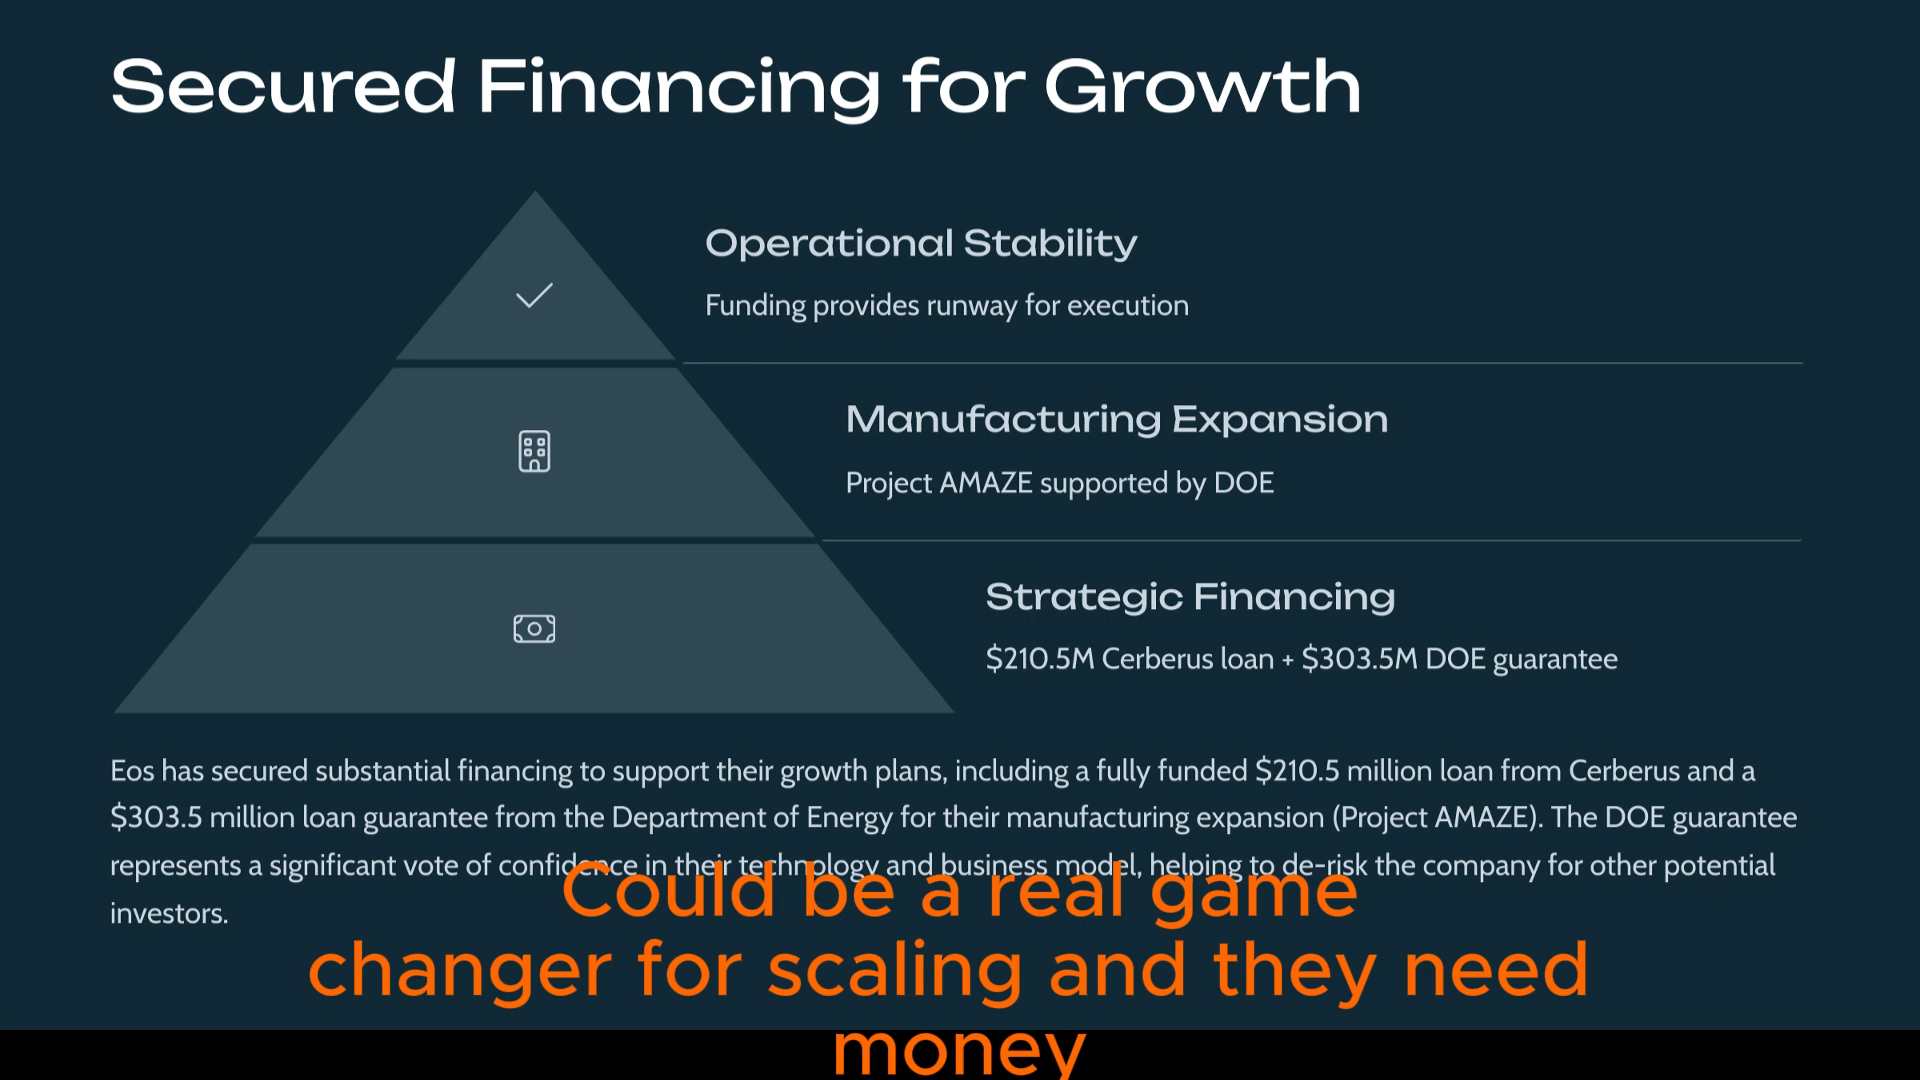 Secured Financing for Growth
Operational Stability
Funding provides runway for execution
Manufacturing Expansion
Project AMAZE supported by DOE
Strategic Financing
$210.5M Cerberus loan + $303.5M DOE guarantee
Eos has secured substantial financing to support their growth plans, including a fully funded $210.5 million loan from Cerberus and a
$303.5 million loan guarantee from the Department of Energy for their manufacturing expansion (Project AMAZE). The DOE guarantee
represents a significant vote of confidence in their technology and business model, helping to de-risk the company for other potential
investors.
Could be a real game
changer for scaling and they need
money